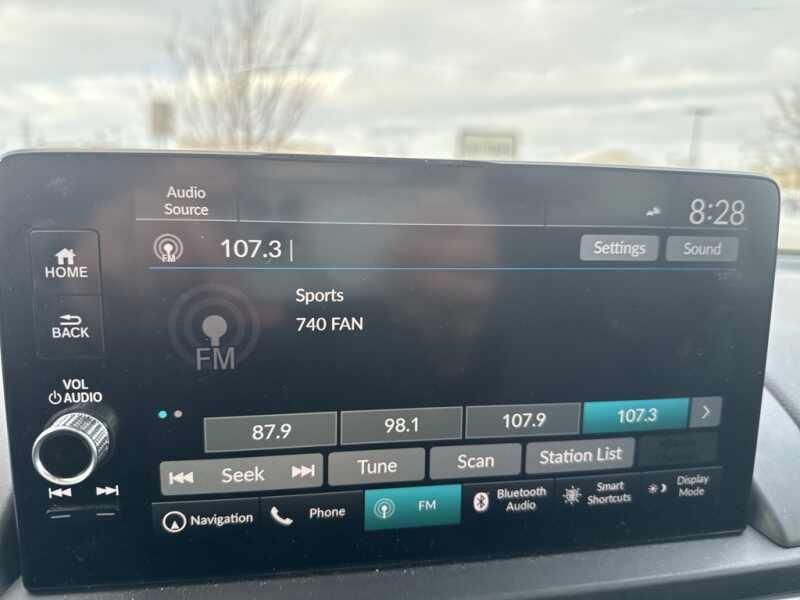 Audio
Source
8:28
FM
107.3
Settings
Sound
HOME
BACK
Sports
740 FAN
FM
VOL
AUDIO
87.9
98.1
107.9
107.3
Seek
Tune
Scan
Station List
Navigation
Phone
FM
Bluetooth
Audio
Smart
Shortcuts
Display
Mode